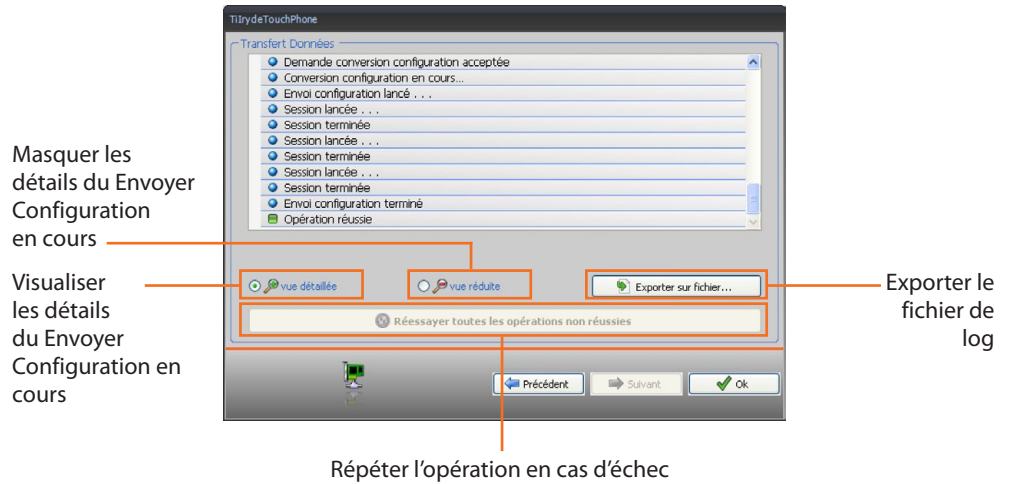 TiIrydeTouchPhone
Transfert Données
Demande conversion configuration acceptée
Conversion configuration en cours...
Envoi configuration lancé . . .
Session lancée . . .
Session terminée
Session lancée . . .
Session terminée
Session lancée . . .
Session terminée
Envoi configuration terminé
Opération réussie
vue détaillée
vue réduite
Exporter sur fichier...
Réessayer toutes les opérations non réussies
Précédent
Suivant
Ok
Masquer les
détails du Envoyer
Configuration
en cours
Visualiser
les détails
du Envoyer
Configuration en
cours
Exporter le
fichier de
log
Répéter l’opération en cas d’échec